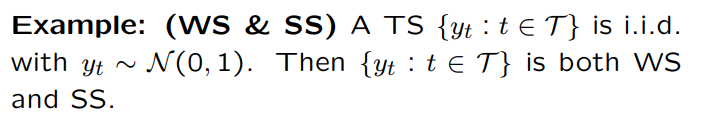 Example: (WS & SS) A TS {yₜ : t ∈ 𝒯} is i.i.d.
with yₜ ∼ 𝒩(0, 1). Then {yₜ : t ∈ 𝒯} is both WS
and SS.